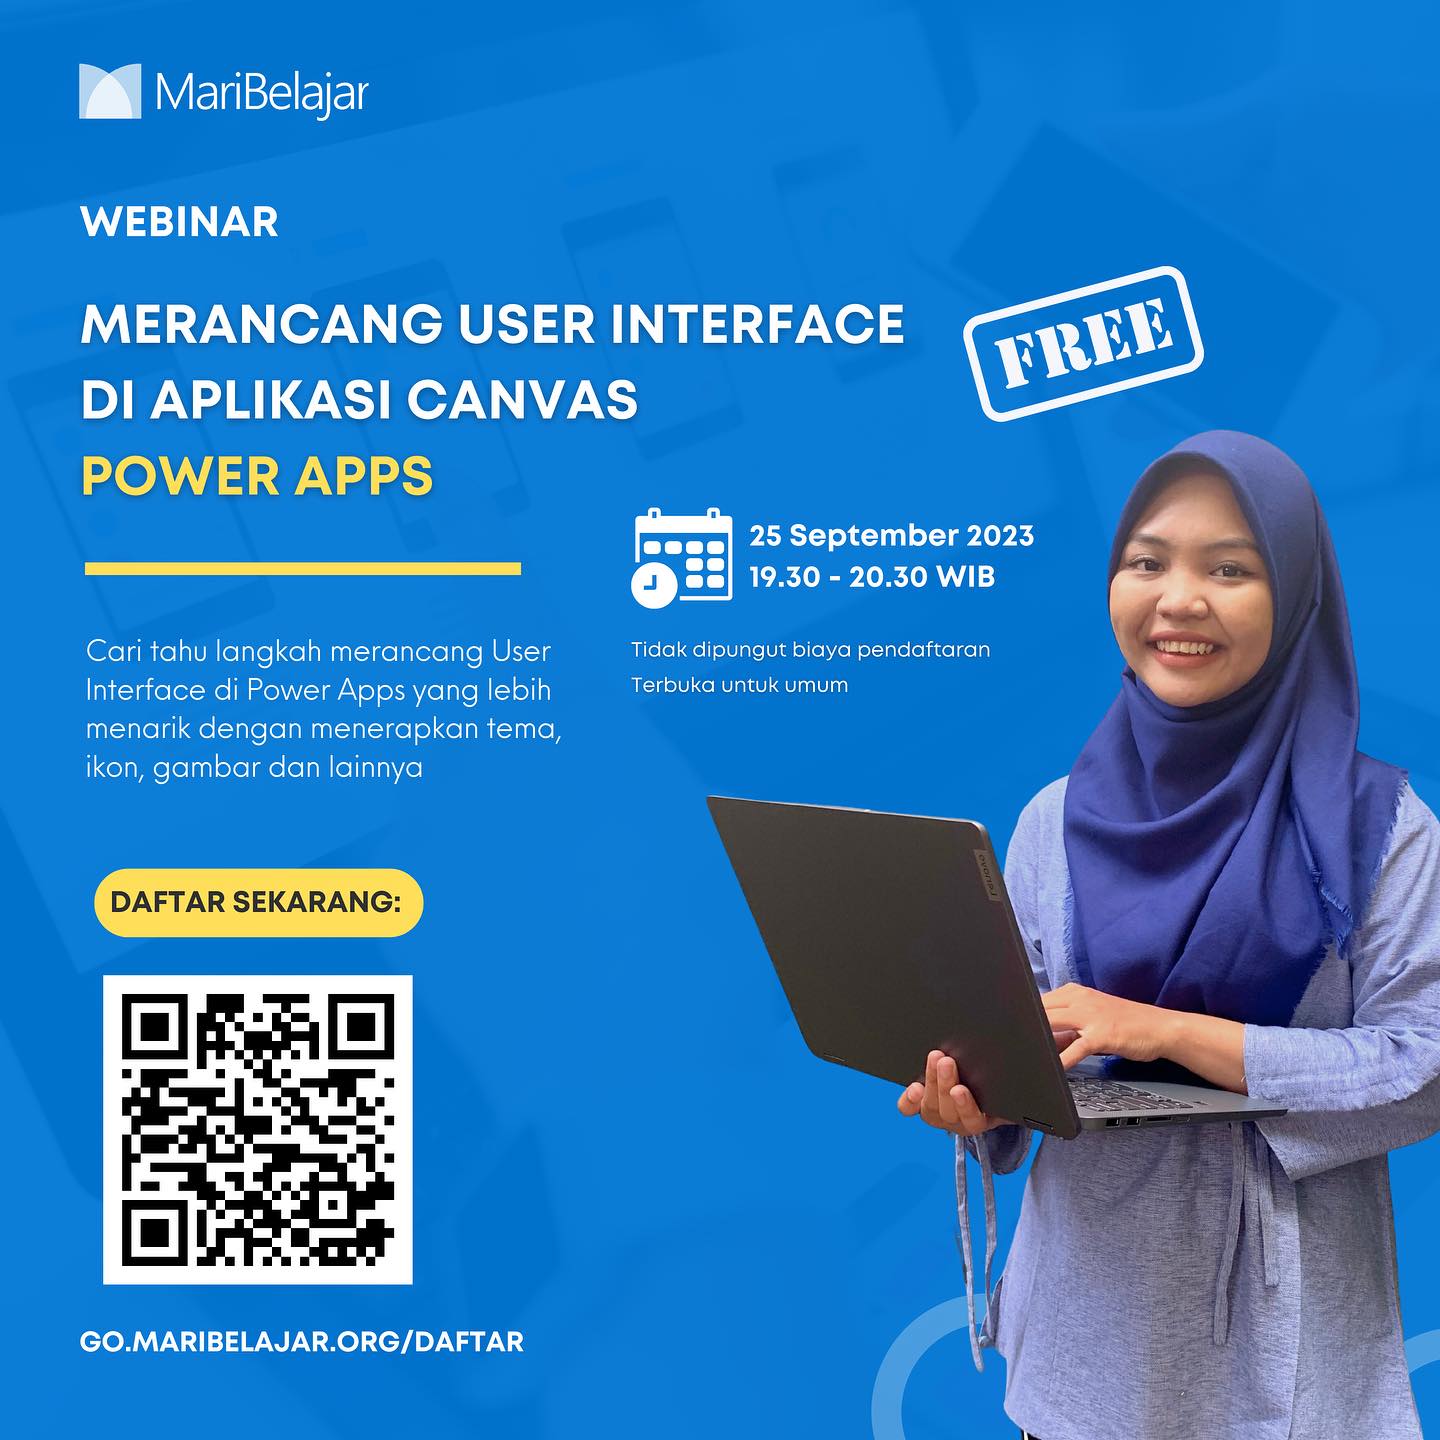 MariBelajar
WEBINAR
MERANCANG USER INTERFACE
DI APLIKASI CANVAS
POWER APPS
FREE
25 September 2023
19.30 - 20.30 WIB
Tidak dipungut biaya pendaftaran
Terbuka untuk umum
Cari tahu langkah merancang User
Interface di Power Apps yang lebih
menarik dengan menerapkan tema,
ikon, gambar dan lainnya
Lenovo
DAFTAR SEKARANG:
GO.MARIBELAJAR.ORG/DAFTAR